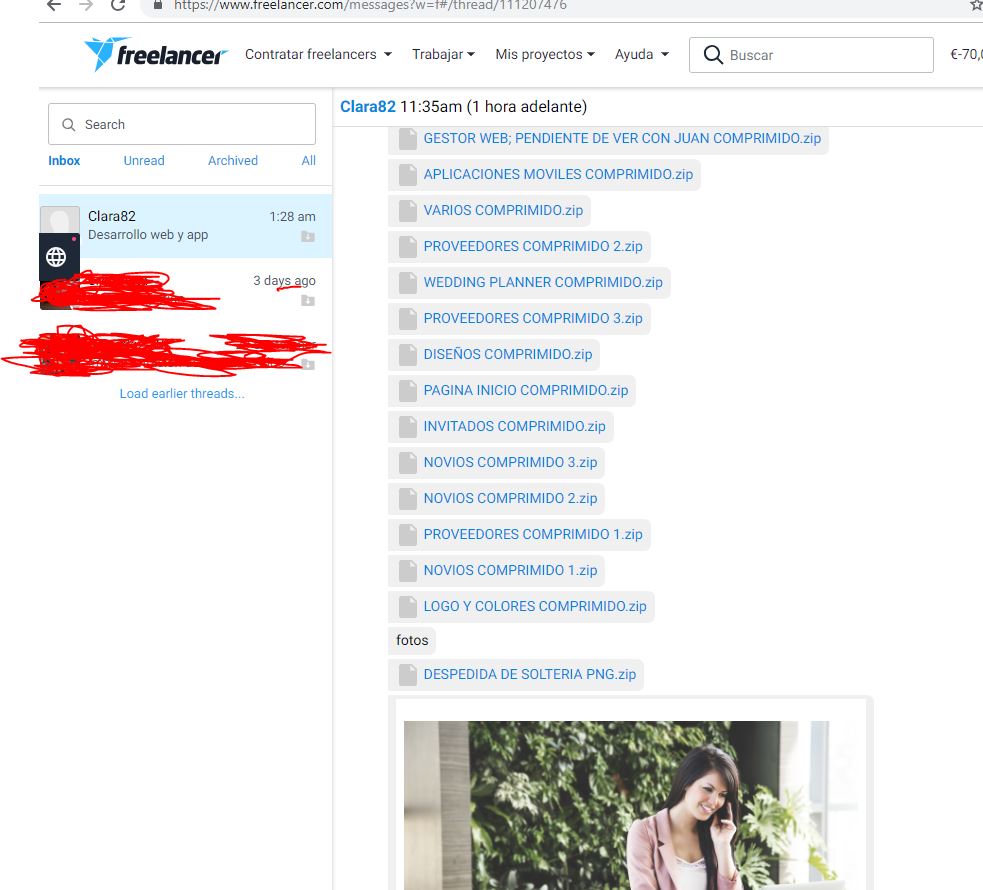 https://www.freelancer.com/messages?w=f#/thread/111207476
freelancer
Contratar freelancers
Trabajar
Mis proyectos
Ayuda
Buscar
€-70,0
Search
Inbox
Unread
Archived
All
Clara82
1:28 am
Desarrollo web y app
3 days ago
Load earlier threads...
Clara82 11:35am (1 hora adelante)
GESTOR WEB; PENDIENTE DE VER CON JUAN COMPRIMIDO.zip
APLICACIONES MOVILES COMPRIMIDO.zip
VARIOS COMPRIMIDO.zip
PROVEEDORES COMPRIMIDO 2.zip
WEDDING PLANNER COMPRIMIDO.zip
PROVEEDORES COMPRIMIDO 3.zip
DISEÑOS COMPRIMIDO.zip
PAGINA INICIO COMPRIMIDO.zip
INVITADOS COMPRIMIDO.zip
NOVIOS COMPRIMIDO 3.zip
NOVIOS COMPRIMIDO 2.zip
PROVEEDORES COMPRIMIDO 1.zip
NOVIOS COMPRIMIDO 1.zip
LOGO Y COLORES COMPRIMIDO.zip
fotos
DESPEDIDA DE SOLTERIA PNG.zip